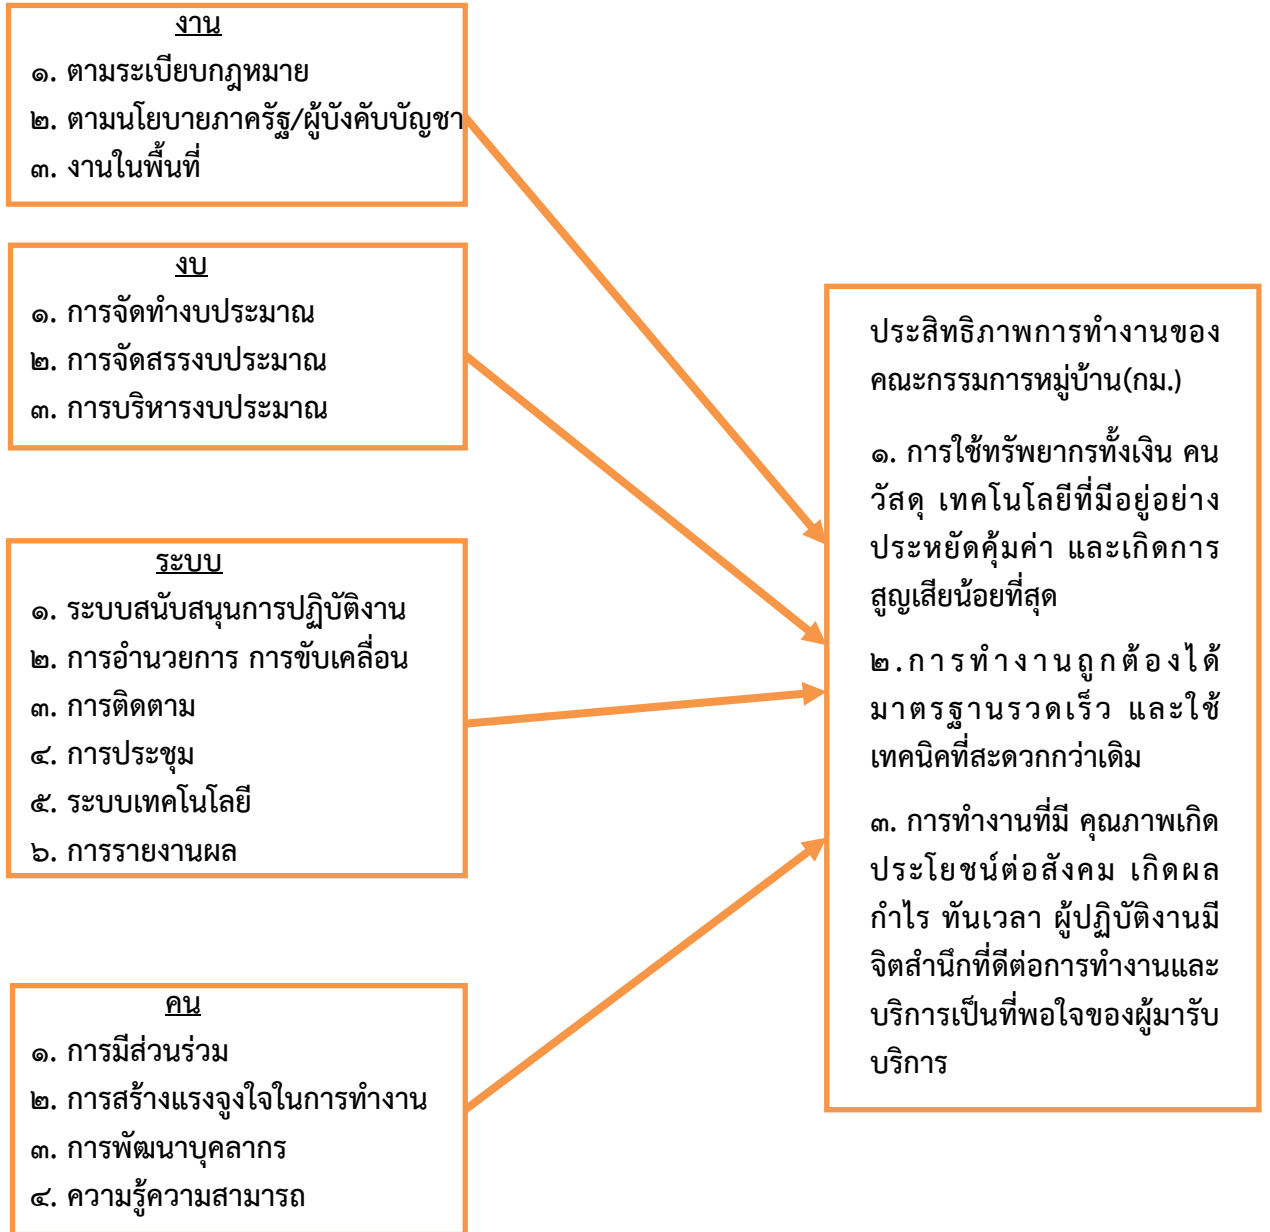 งาน
๑. ตามระเบียบกฎหมาย
๒. ตามนโยบายภาครัฐ/ผู้บังคับบัญชา
๓. งานในพื้นที่
งบ
๑. การจัดทำงบประมาณ
๒. การจัดสรรงบประมาณ
๓. การบริหารงบประมาณ
ระบบ
๑. ระบบสนับสนุนการปฏิบัติงาน
๒. การอำนวยการ การขับเคลื่อน
๓. การติดตาม
๔. การประชุม
๕. ระบบเทคโนโลยี
๖. การรายงานผล
คน
๑. การมีส่วนร่วม
๒. การสร้างแรงจูงใจในการทำงาน
๓. การพัฒนาบุคลากร
๔. ความรู้ความสามารถ
ประสิทธิภาพการทำงานของ
คณะกรรมการหมู่บ้าน(กม.)
๑. การใช้ทรัพยากรทั้งเงิน คน
วัสดุ เทคโนโลยีที่มีอยู่อย่าง
ประหยัดคุ้มค่า และเกิดการ
สูญเสียน้อยที่สุด
๒.การทำงานถูกต้องได้
มาตรฐานรวดเร็ว และใช้
เทคนิคที่สะดวกกว่าเดิม
๓. การทำงานที่มี คุณภาพเกิด
ประโยชน์ต่อสังคม เกิดผล
กำไร ทันเวลา ผู้ปฏิบัติงานมี
จิตสำนึกที่ดีต่อการทำงานและ
บริการเป็นที่พอใจของผู้มารับ
บริการ